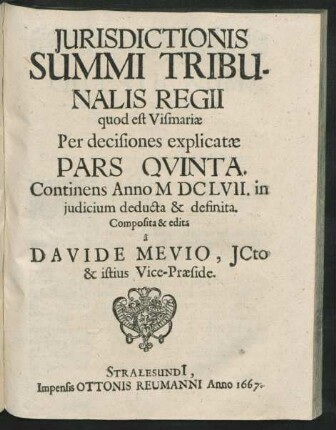 JURISDICTIONIS
SUMMI TRIBU-
NALIS REGII
quod est Vismariæ
Per decisiones explicatæ
PARS QVINTA.
Continens Anno M DCLVII. in
judicium deducta & definita.
Composita & edita
â
DAVIDE MEVIO, JCto
& istius Vice-Præside.
STRALESUNDI,
Impensis OTTONIS REUMANNI Anno 1667.